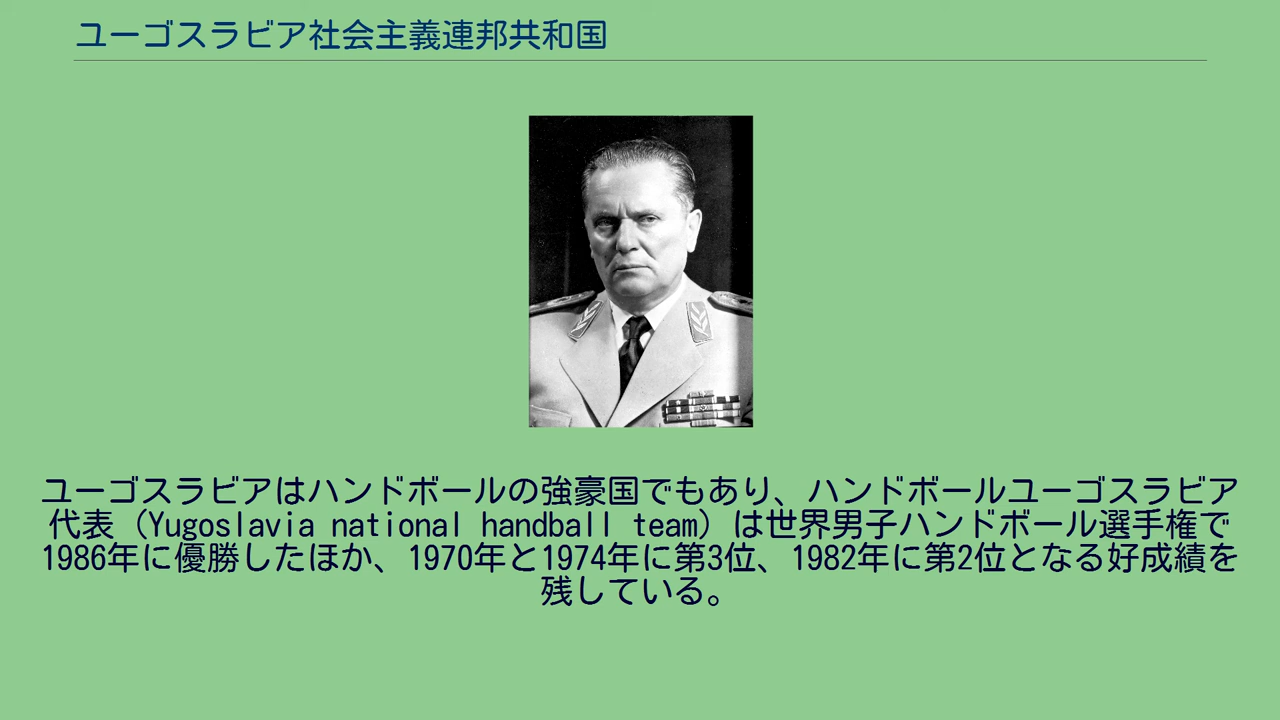 ユーゴスラビア社会主義連邦共和国
ユーゴスラビアはハンドボールの強豪国でもあり、ハンドボールユーゴスラビア
代表（Yugoslavia national handball team）は世界男子ハンドボール選手権で
1986年に優勝したほか、1970年と1974年に第3位、1982年に第2位となる好成績を
残している。